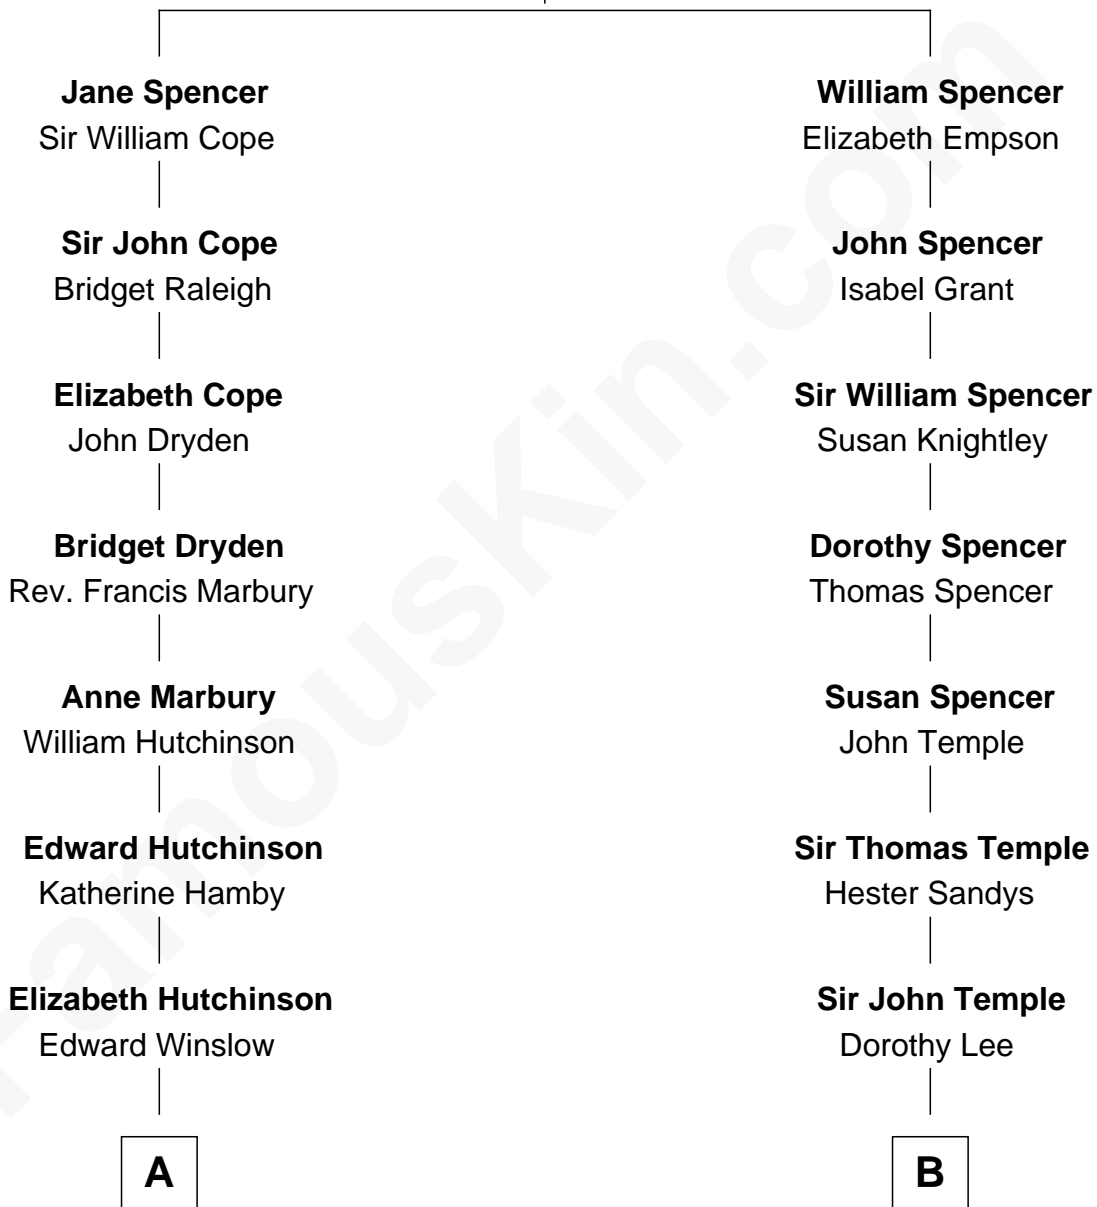 Jane Spencer
Sir William Cope
Sir John Cope
Bridget Raleigh
Elizabeth Cope
John Dryden
Bridget Dryden
Rev. Francis Marbury
Anne Marbury
William Hutchinson
Edward Hutchinson
Katherine Hamby
Elizabeth Hutchinson
Edward Winslow
A
William Spencer
Elizabeth Empson
John Spencer
Isabel Grant
Sir William Spencer
Susan Knightley
Dorothy Spencer
Thomas Spencer
Susan Spencer
John Temple
Sir Thomas Temple
Hester Sandys
Sir John Temple
Dorothy Lee
B
FamousKin.com